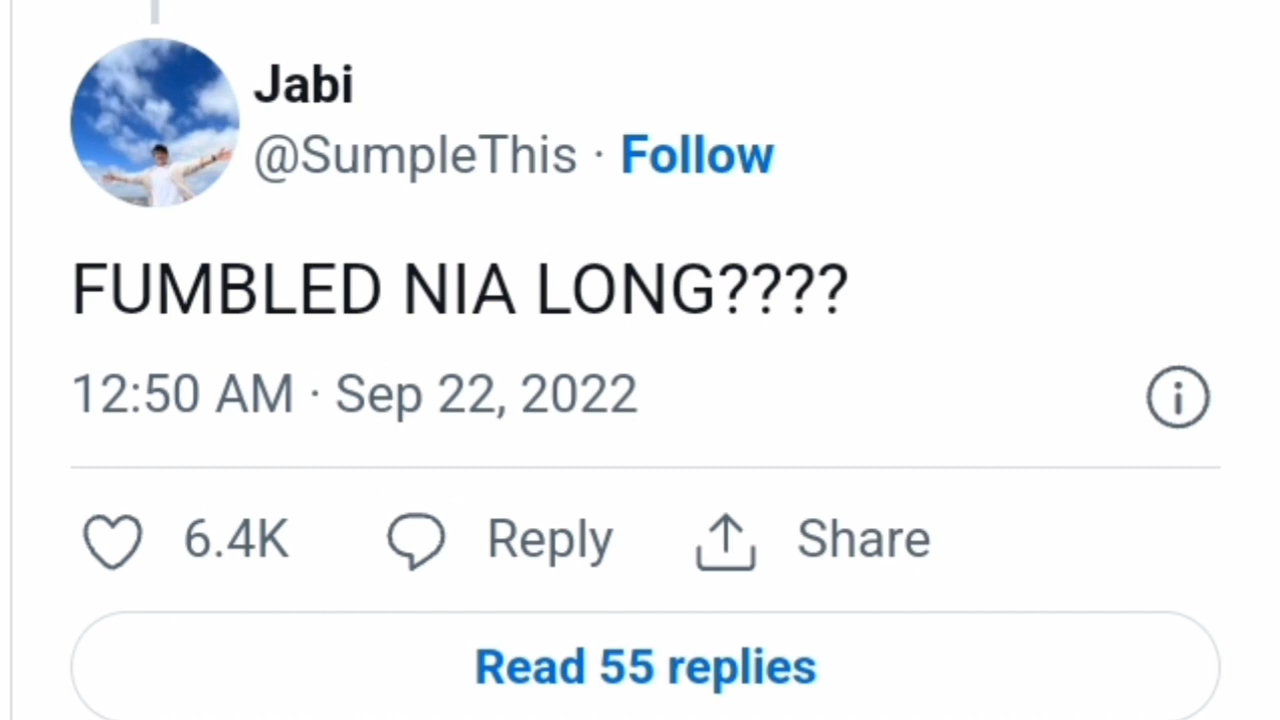 Jabi
@SumpleThis · Follow
FUMBLED NIA LONG????
12:50 AM · Sep 22, 2022
6.4K Reply Share
Read 55 replies